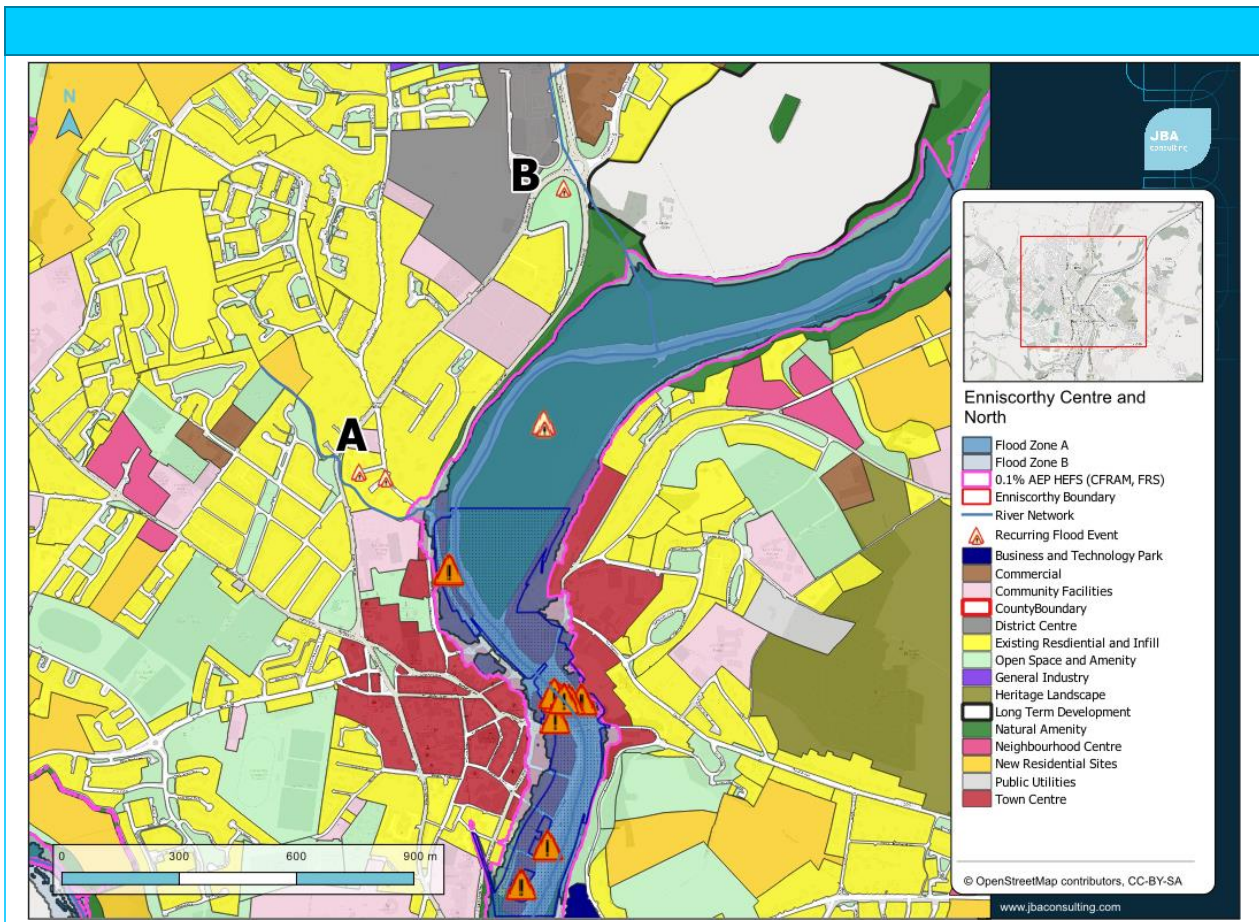 N
B
A
JBA
consulting
Enniscorthy Centre and
North
Flood Zone A
Flood Zone B
0.1% AEP HEFS (CFRAM, FRS)
Enniscorthy Boundary
River Network
Recurring Flood Event
Business and Technology Park
Commercial
Community Facilities
CountyBoundary
District Centre
Existing Resdiential and Infill
Open Space and Amenity
General Industry
Heritage Landscape
Long Term Development
Natural Amenity
Neighbourhood Centre
New Residential Sites
Public Utilities
Town Centre
0 300 600 900 m
© OpenStreetMap contributors, CC-BY-SA
www.jbaconsulting.com